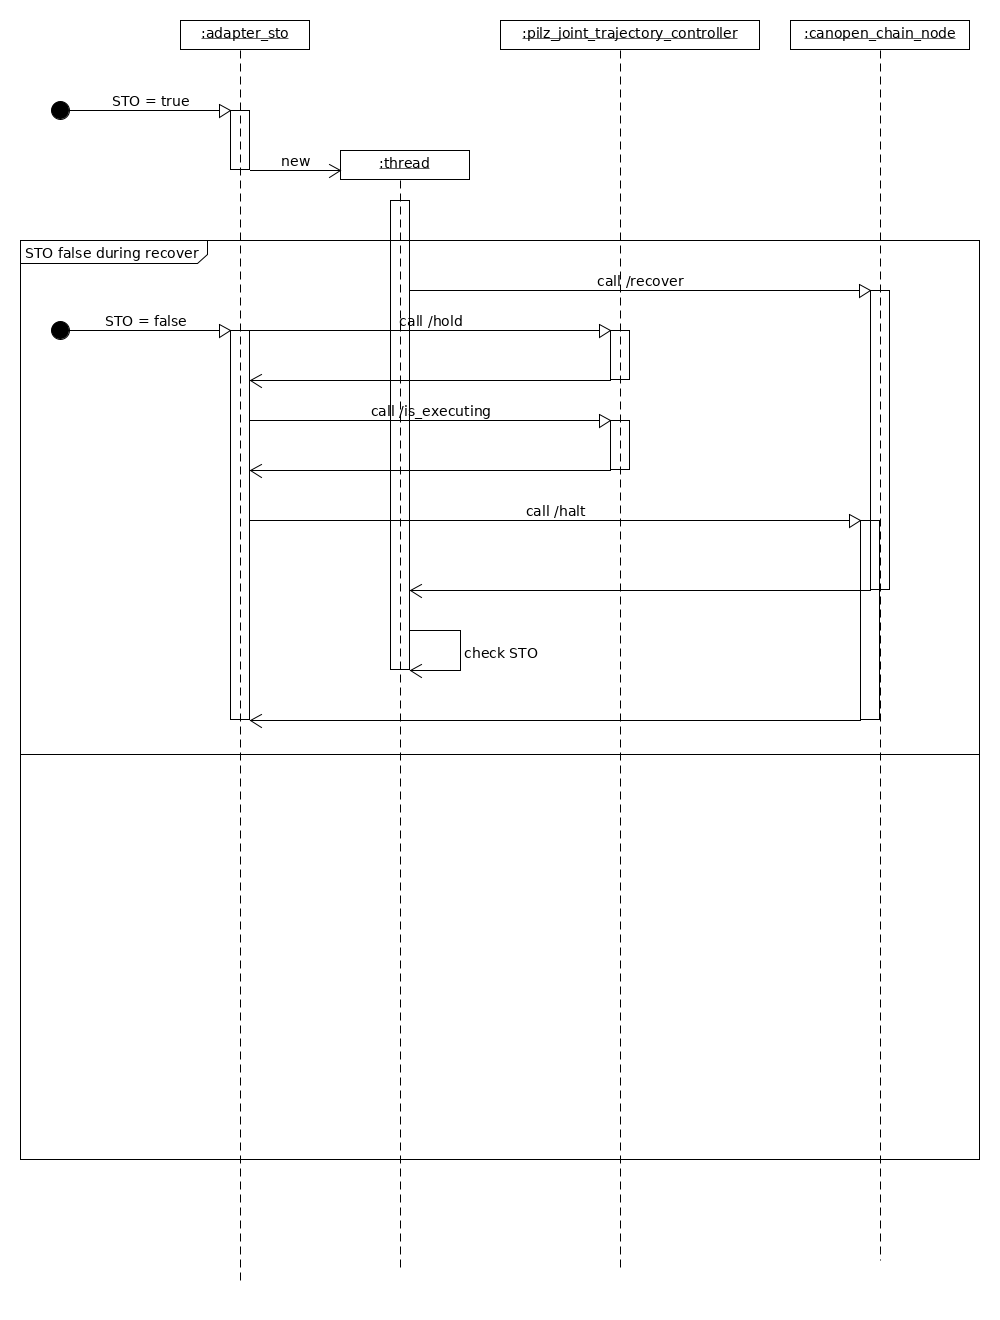 :adapter_sto
:pilz_joint_trajectory_controller
:canopen_chain_node
STO = true
new
:thread
STO false during recover
call /recover
STO = false
call /hold
call /is_executing
call /halt
check STO